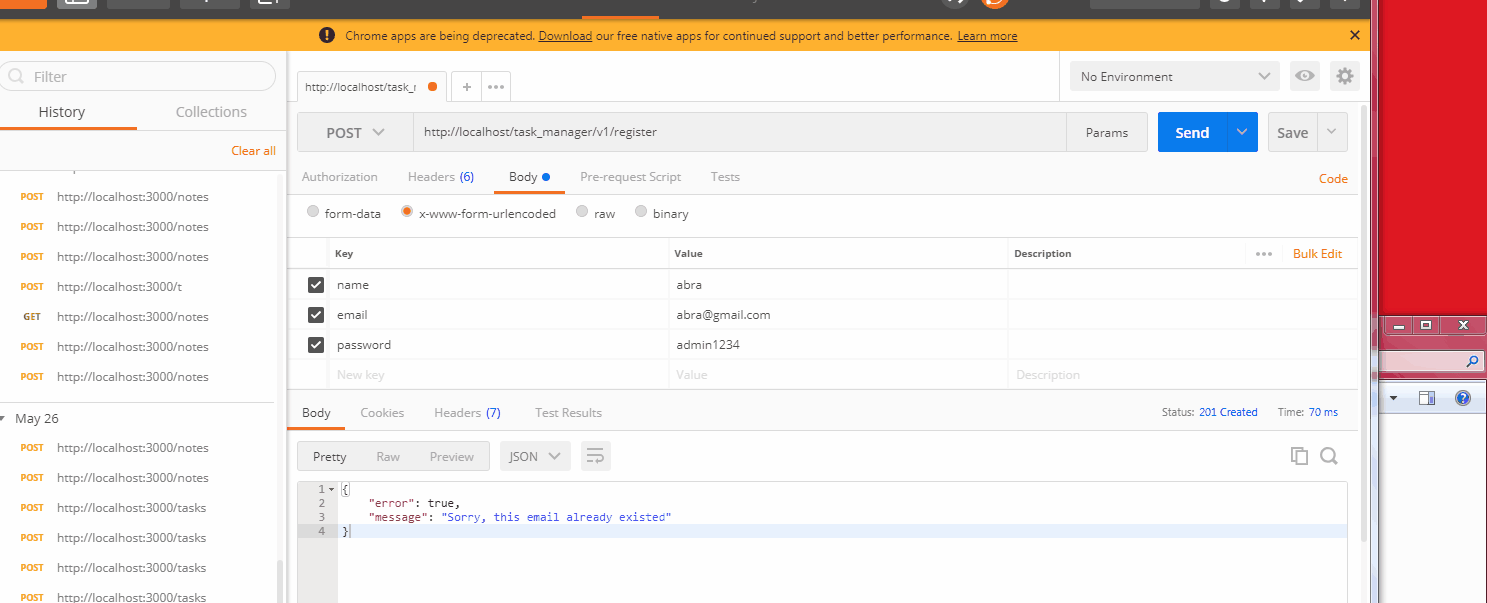 Chrome apps are being deprecated. Download our free native apps for continued support and better performance. Learn more
Filter
History Collections
Clear all
POST http://localhost:3000/notes
POST http://localhost:3000/notes
POST http://localhost:3000/notes
POST http://localhost:3000/t
GET http://localhost:3000/notes
POST http://localhost:3000/notes
POST http://localhost:3000/notes
May 26
POST http://localhost:3000/notes
POST http://localhost:3000/notes
POST http://localhost:3000/tasks
POST http://localhost:3000/tasks
POST http://localhost:3000/tasks
POST http://localhost:3000/tasks
http://localhost/task_
No Environment
POST http://localhost/task_manager/v1/register Params Send Save
Authorization Headers (6) Body Pre-request Script Tests Code
form-data x-www-form-urlencoded raw binary
Key Value Description Bulk Edit
name abra
email abra@gmail.com
password admin1234
New key Value Description
Body Cookies Headers (7) Test Results Status: 201 Created Time: 70 ms
Pretty Raw Preview JSON
1 {
2 "error": true,
3 "message": "Sorry, this email already existed"
4 }